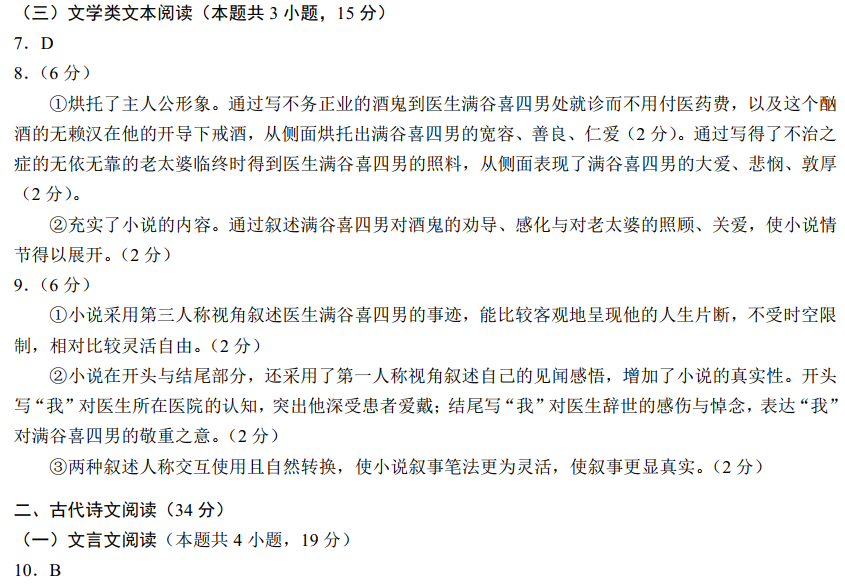 （三）文学类文本阅读（本题共 3 小题，15 分）
7．D
8．（6 分）
①烘托了主人公形象。通过写不务正业的酒鬼到医生满谷喜四男处就诊而不用付医药费，以及这个酗
酒的无赖汉在他的开导下戒酒，从侧面烘托出满谷喜四男的宽容、善良、仁爱（2 分）。通过写得了不治之
症的无依无靠的老太婆临终时得到医生满谷喜四男的照料，从侧面表现了满谷喜四男的大爱、悲悯、敦厚
（2 分）。
②充实了小说的内容。通过叙述满谷喜四男对酒鬼的劝导、感化与对老太婆的照顾、关爱，使小说情
节得以展开。（2 分）
9．（6 分）
①小说采用第三人称视角叙述医生满谷喜四男的事迹，能比较客观地呈现他的人生片断，不受时空限
制，相对比较灵活自由。（2 分）
②小说在开头与结尾部分，还采用了第一人称视角叙述自己的见闻感悟，增加了小说的真实性。开头
写“我”对医生所在医院的认知，突出他深受患者爱戴；结尾写“我”对医生辞世的感伤与悼念，表达“我”
对满谷喜四男的敬重之意。（2 分）
③两种叙述人称交互使用且自然转换，使小说叙事笔法更为灵活，使叙事更显真实。（2 分）
二、古代诗文阅读（34 分）
（一）文言文阅读（本题共 4 小题，19 分）
10．B